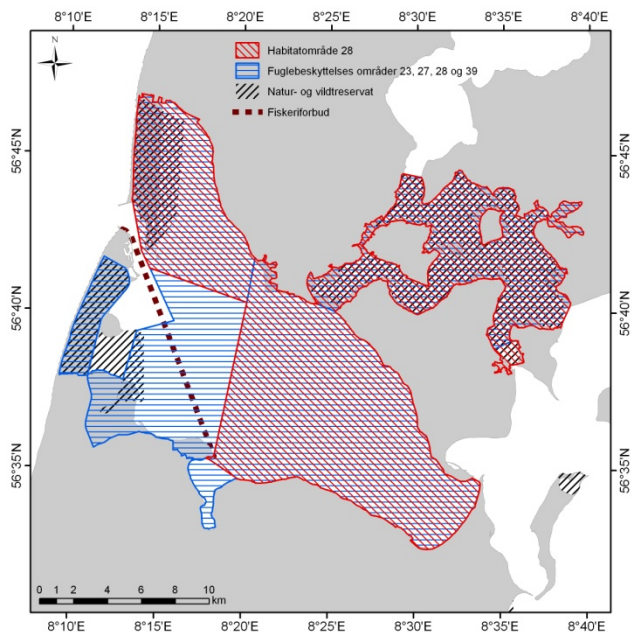 8°10'E 8°15'E 8°20'E 8°25'E 8°30'E 8°35'E 8°40'E
N
Habitatområde 28
Fuglebeskyttelses områder 23, 27, 28 og 39
Natur- og vildtreservat
Fiskeriforbud
56°45'N 56°45'N
56°40'N 56°40'N
56°35'N 56°35'N
0 1 2 4 6 8 10
km
8°10'E 8°15'E 8°20'E 8°25'E 8°30'E 8°35'E 8°40'E